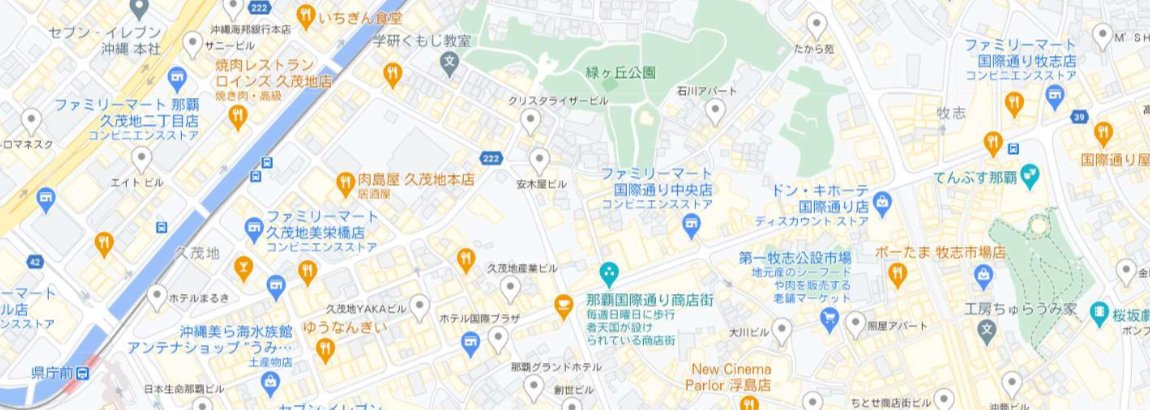 222
いちぎん食堂
沖縄海邦銀行本店
セブン‐イレブン
沖縄 本社
サニービル
学研くもじ教室
文
焼肉レストラン
ロインズ 久茂地店
焼き肉・高級
ファミリーマート 那覇
久茂地二丁目店
コンビニエンスストア
ロマネスク
エイト ビル
緑ヶ丘公園
クリスタライザービル
石川アパート
たから苑
ファミリーマート
国際通り牧志店
コンビニエンスストア
M'SH
39
牧志
国際通り屋
てんぶす那覇
222
安木屋ビル
肉島屋 久茂地本店
居酒屋
ファミリーマート
国際通り中央店
コンビニエンスストア
ドン・キホーテ
国際通り店
ディスカウント ストア
ファミリーマート
久茂地美栄橋店
コンビニエンスストア
久茂地
42
ホテルまるき
久茂地産業ビル
久茂地YAKAビル
ホテル国際プラザ
那覇国際通り商店街
毎週日曜日に歩行
者天国が設け
られている商店街
第一牧志公設市場
地元産のシーフード
や肉を販売する
老舗マーケット
ポーたま 牧志市場店
工房ちゅらうみ家
文
桜坂劇
大川ビル
照屋アパート
ーマート
ル店
ンスストア
沖縄美ら海水族館
アンテナショップ "うみ…
土産物店
ゆうなんぎい
県庁前
日本生命那覇ビル
セブン‐イレブン
那覇グランドホテル
創世ビル
New Cinema
Parlor 浮島店
ちとせ商店街ビル
沖商ビル